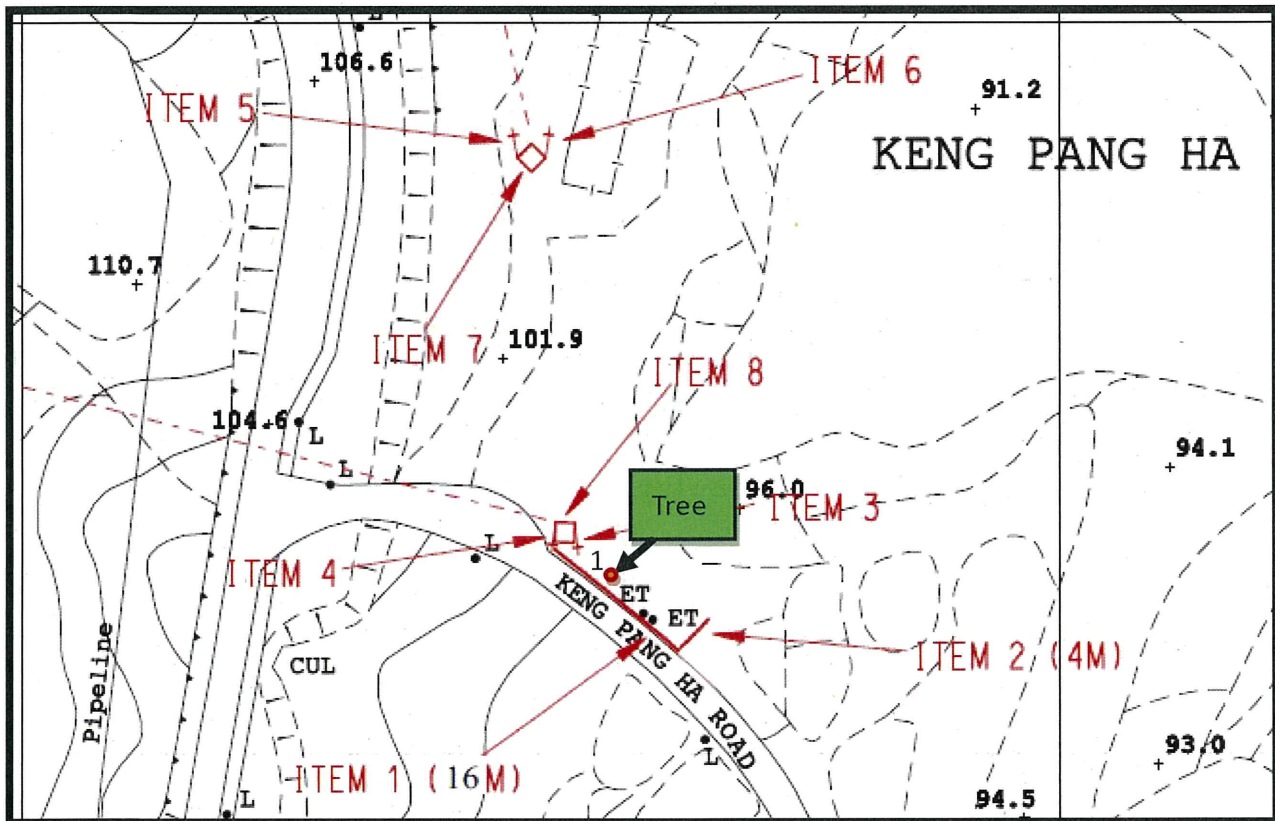 L
106.6
ITEM 6
ITEM 5
91.2
KENG PANG HA
110.7
ITEM 7
101.9
ITEM 8
104.6
L
L
Tree
96.0
ITEM 3
94.1
L
1
ITEM 4
ET
ET
KENG PANG HA ROAD
CUL
ITEM 2 (4M)
Pipeline
L
93.0
ITEM 1 (16M)
L
94.5